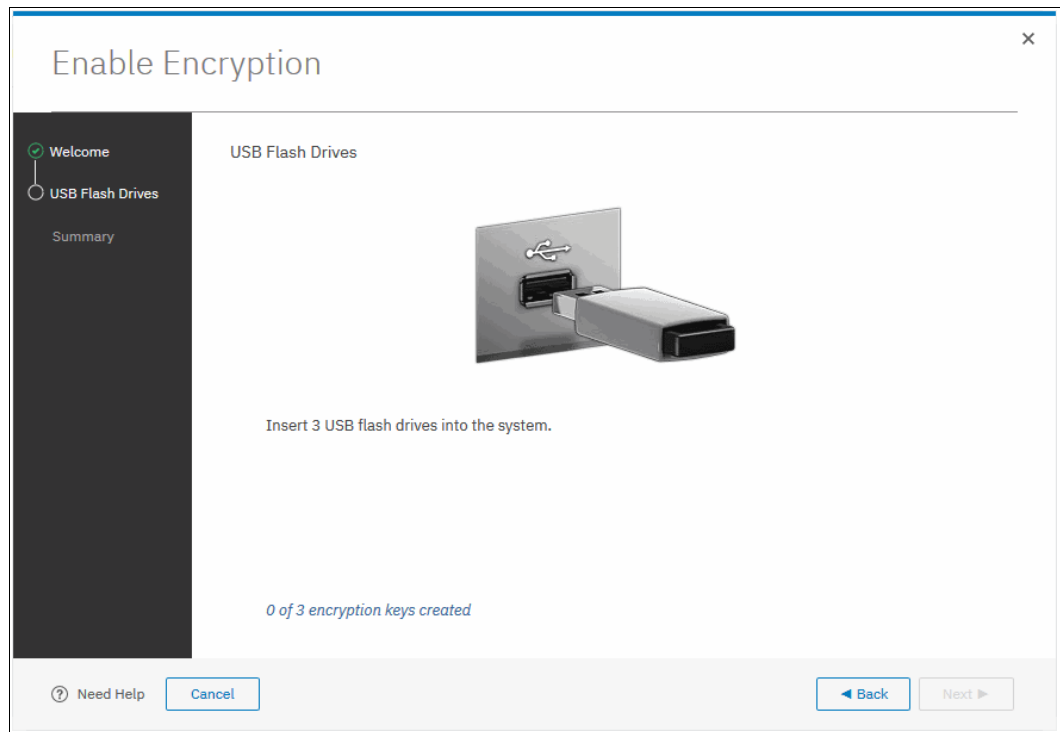 Enable Encryption
Welcome
USB Flash Drives
Summary
USB Flash Drives
Insert 3 USB flash drives into the system.
0 of 3 encryption keys created
Need Help
Cancel
Back
Next